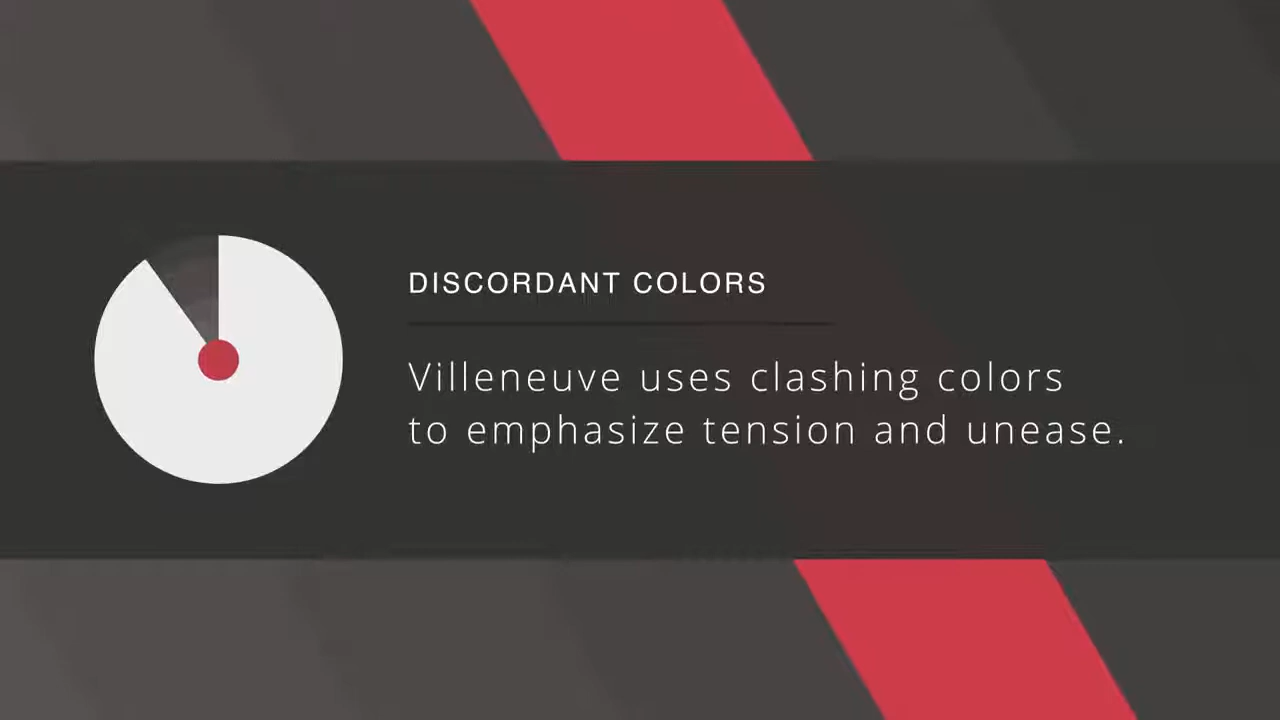 DISCORDANT COLORS
Villeneuve uses clashing colors
to emphasize tension and unease.